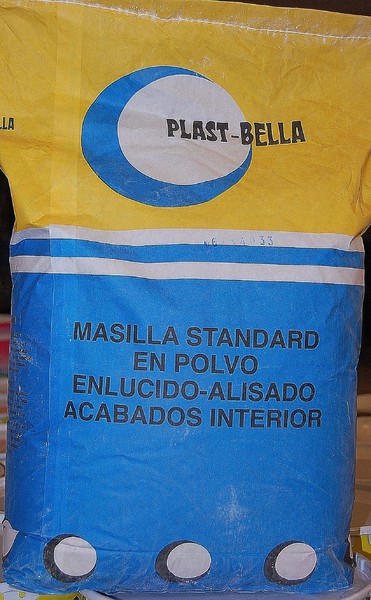 PLAST-BELLA
MASILLA STANDARD
EN POLVO
ENLUCIDO-ALISADO
ACABADOS INTERIOR